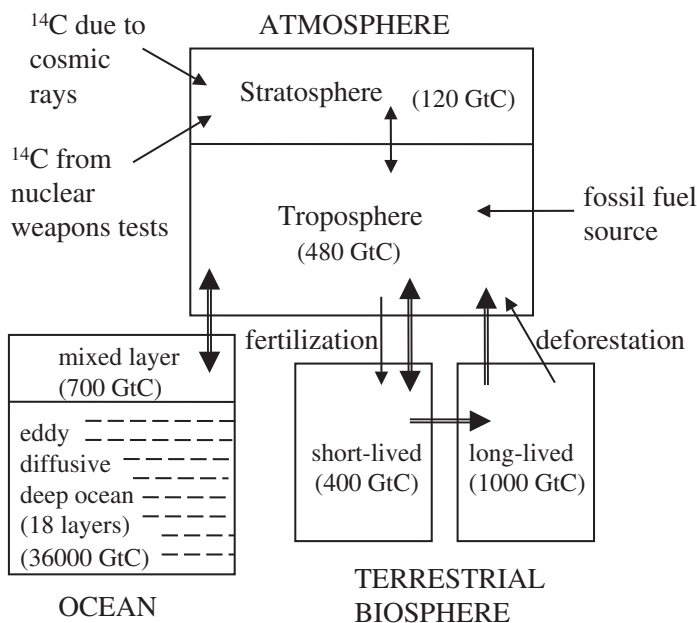 ATMOSPHERE
¹⁴C due to
cosmic
rays
Stratosphere (120 GtC)
¹⁴C from
nuclear
weapons tests
Troposphere
(480 GtC)
fossil fuel
source
fertilization
deforestation
mixed layer
(700 GtC)
eddy
diffusive
deep ocean
(18 layers)
(36000 GtC)
OCEAN
short-lived
(400 GtC)
long-lived
(1000 GtC)
TERRESTRIAL
BIOSPHERE